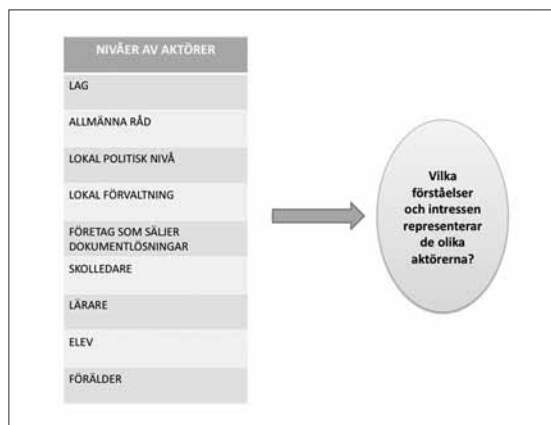 NIVÅER AV AKTÖRER
LAG
ALLMÄNNA RÅD
LOKAL POLITISK NIVÅ
LOKAL FÖRVALTNING
FÖRETAG SOM SÄLJER
DOKUMENTLÖSNINGAR
SKOLLEDARE
LÄRARE
ELEV
FÖRÄLDER
Vilka
förståelser
och intressen
representerar
de olika
aktörerna?